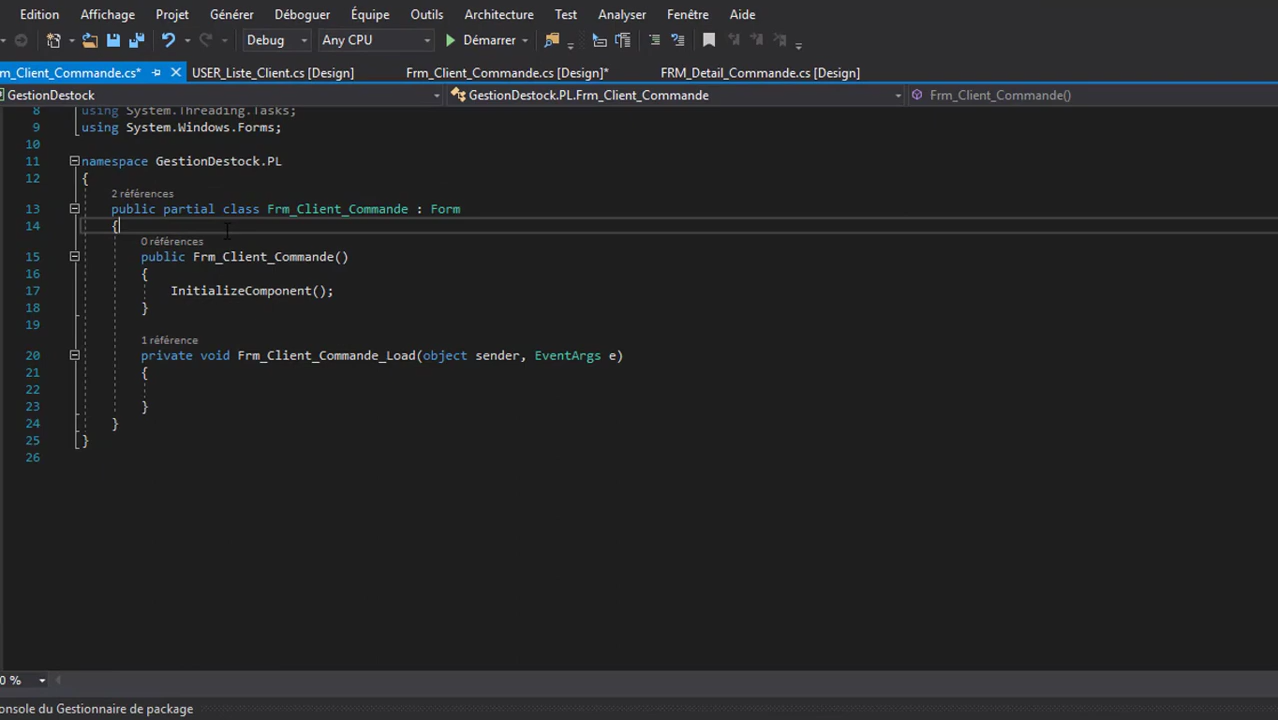 Edition Affichage Projet Générer Déboguer Équipe Outils Architecture Test Analyser Fenêtre Aide
Debug Any CPU Démarrer
m_Client_Commande.cs* USER_Liste_Client.cs [Design] Frm_Client_Commande.cs [Design]* FRM_Detail_Commande.cs [Design]
GestionDestock GestionDestock.PL.Frm_Client_Commande Frm_Client_Commande()
8 using System.Threading.Tasks;
9 using System.Windows.Forms;
10
11 namespace GestionDestock.PL
12 {
2 références
13 public partial class Frm_Client_Commande : Form
14 {
0 références
15 public Frm_Client_Commande()
16 {
17 InitializeComponent();
18 }
19
1 référence
20 private void Frm_Client_Commande_Load(object sender, EventArgs e)
21 {
22
23 }
24 }
25 }
26
0 %
onsole du Gestionnaire de package